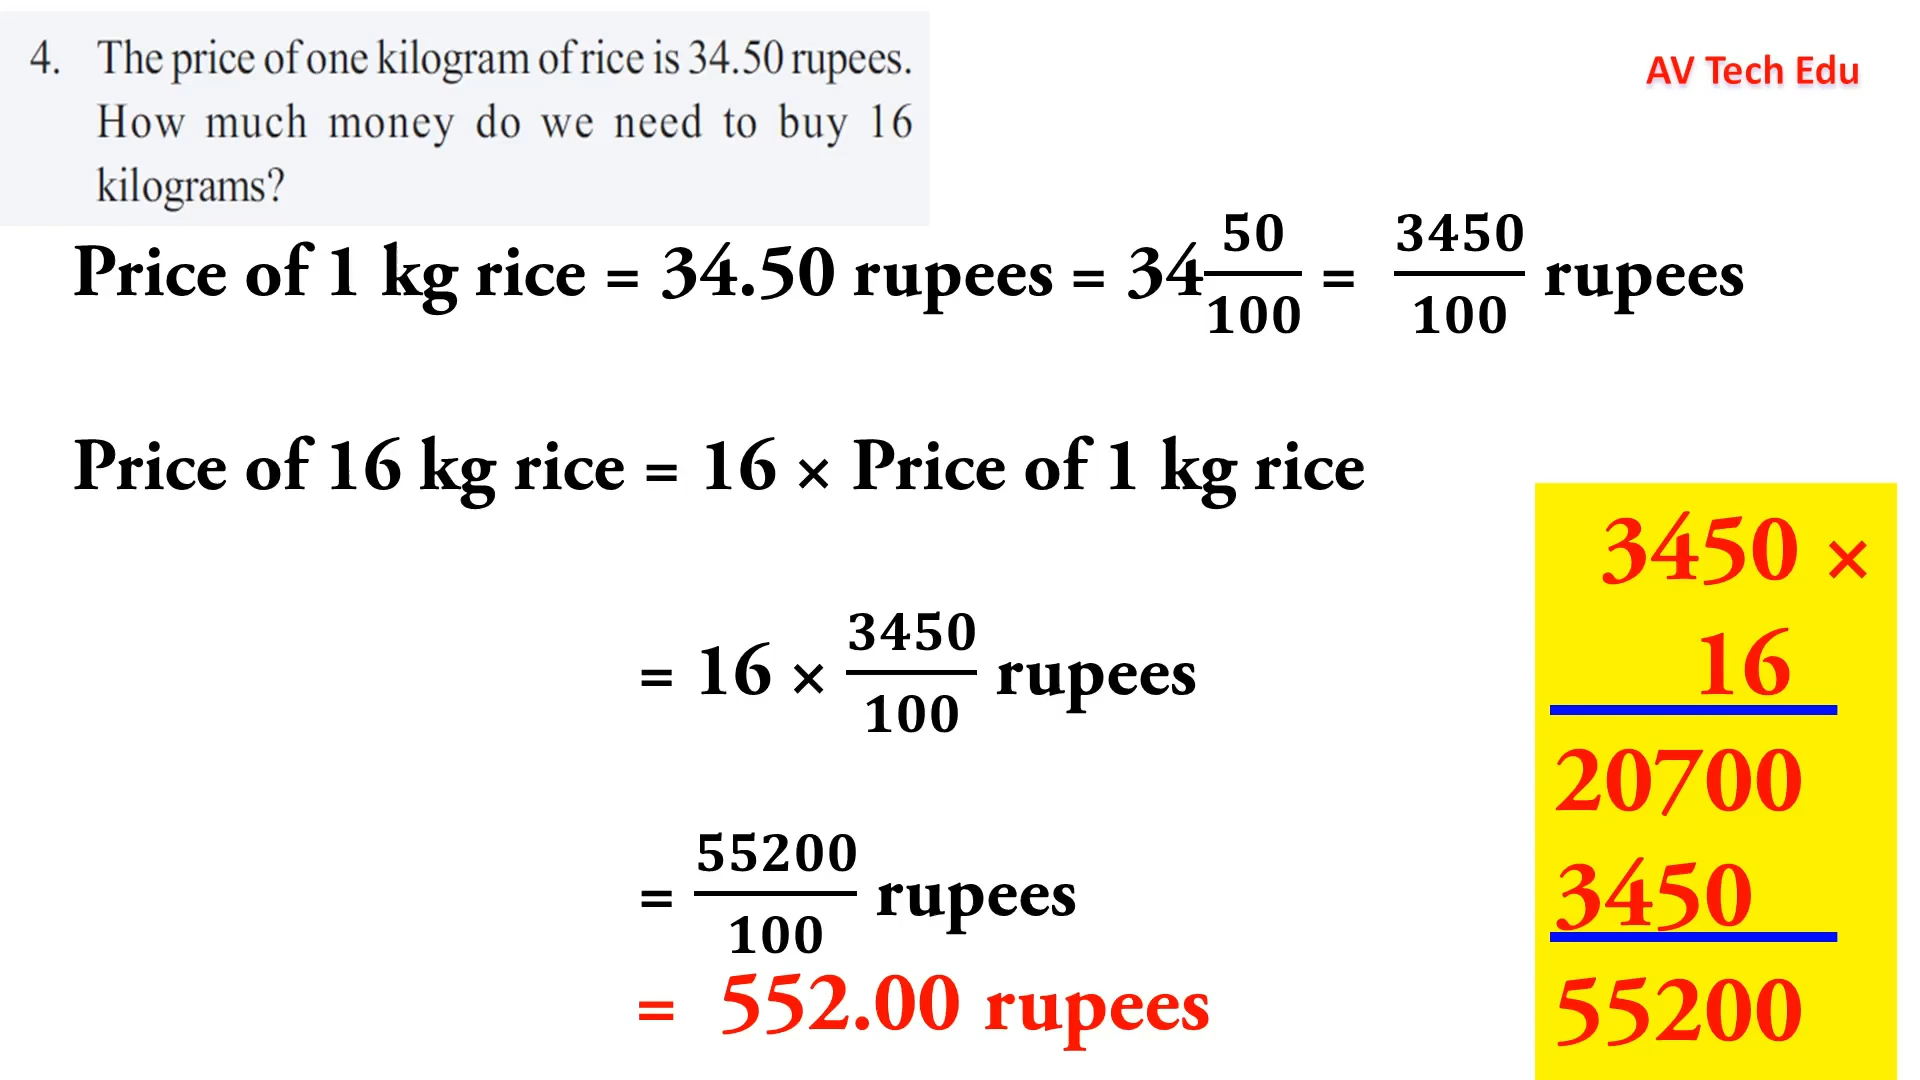 4. The price of one kilogram of rice is 34.50 rupees.
How much money do we need to buy 16
kilograms?
AV Tech Edu
Price of 1 kg rice = 34.50 rupees = 34 50/100 = 3450/100 rupees
Price of 16 kg rice = 16 × Price of 1 kg rice
= 16 × 3450/100 rupees
= 55200/100 rupees
= 552.00 rupees
3450 ×
16
20700
3450
55200